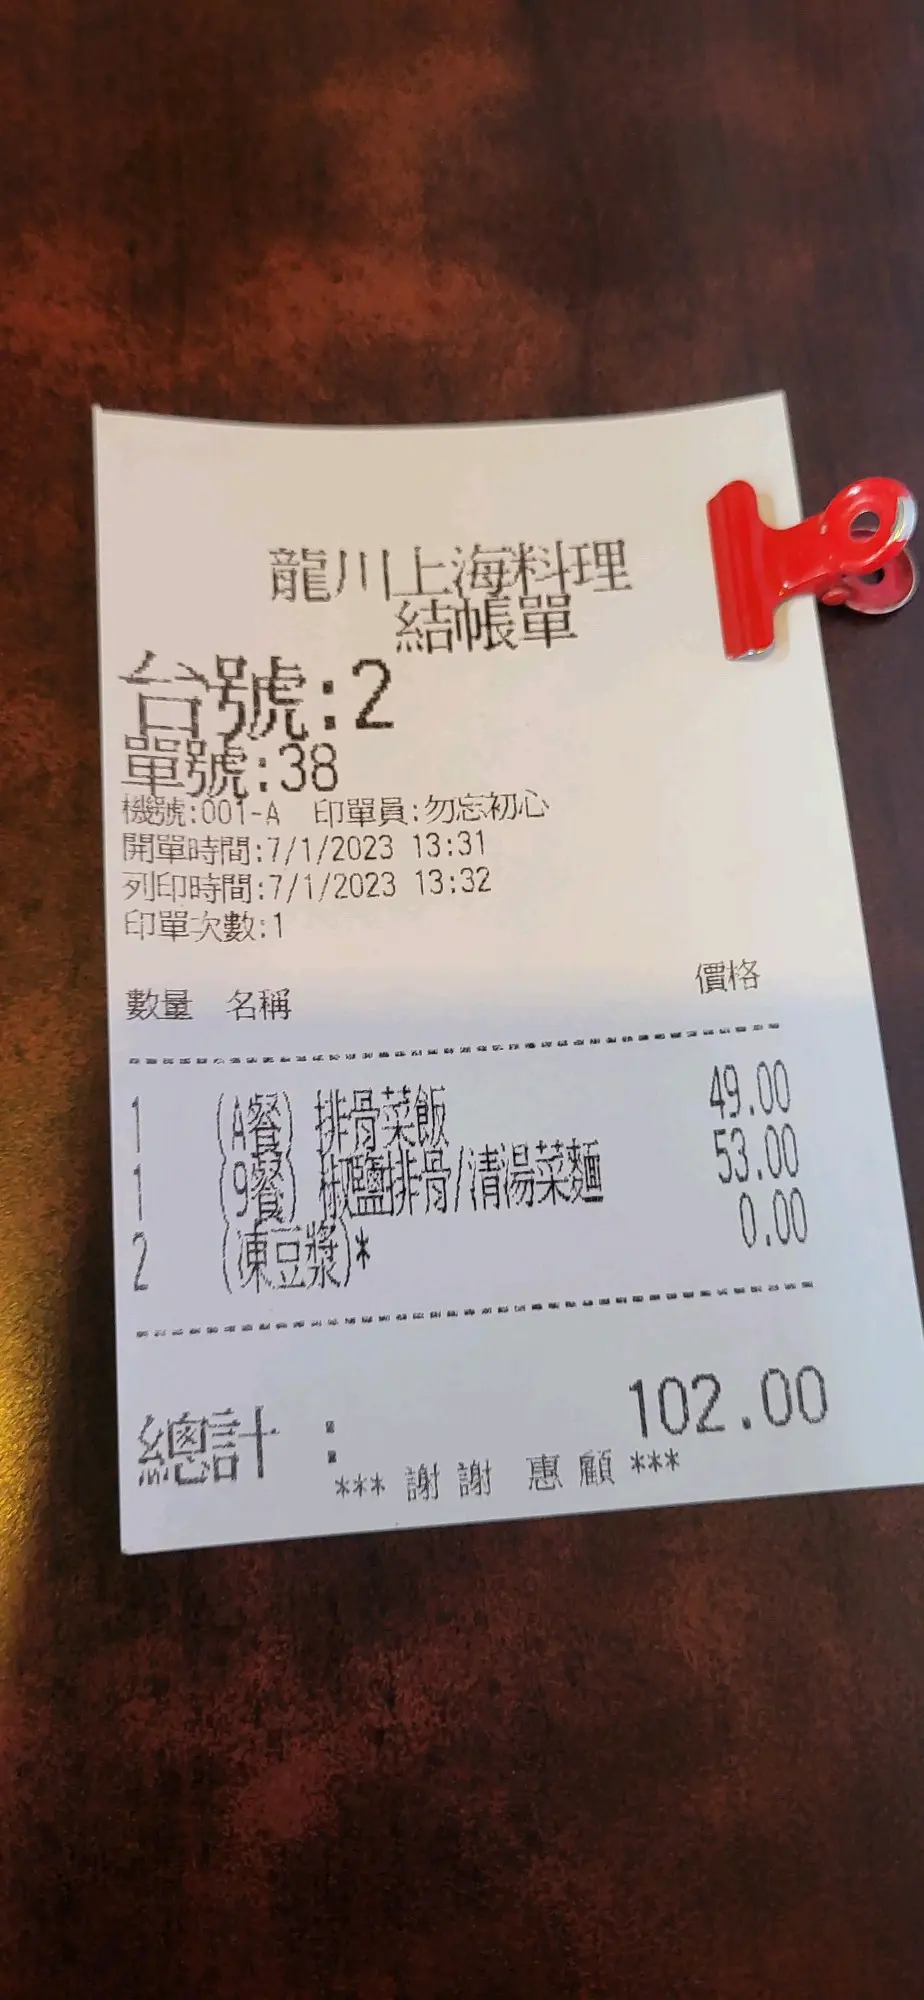 龍川上海料理
結帳單
台號:2
單號:38
機號:001-A 印單員:勿忘初心
開單時間:7/1/2023 13:31
列印時間:7/1/2023 13:32
印單次數:1
數量 名稱 價格
1 (A餐) 排骨菜飯 49.00
1 (9餐) 椒鹽排骨/清湯菜麵 53.00
2 (凍豆漿)* 0.00
總計 : 102.00
*** 謝謝 惠顧 ***